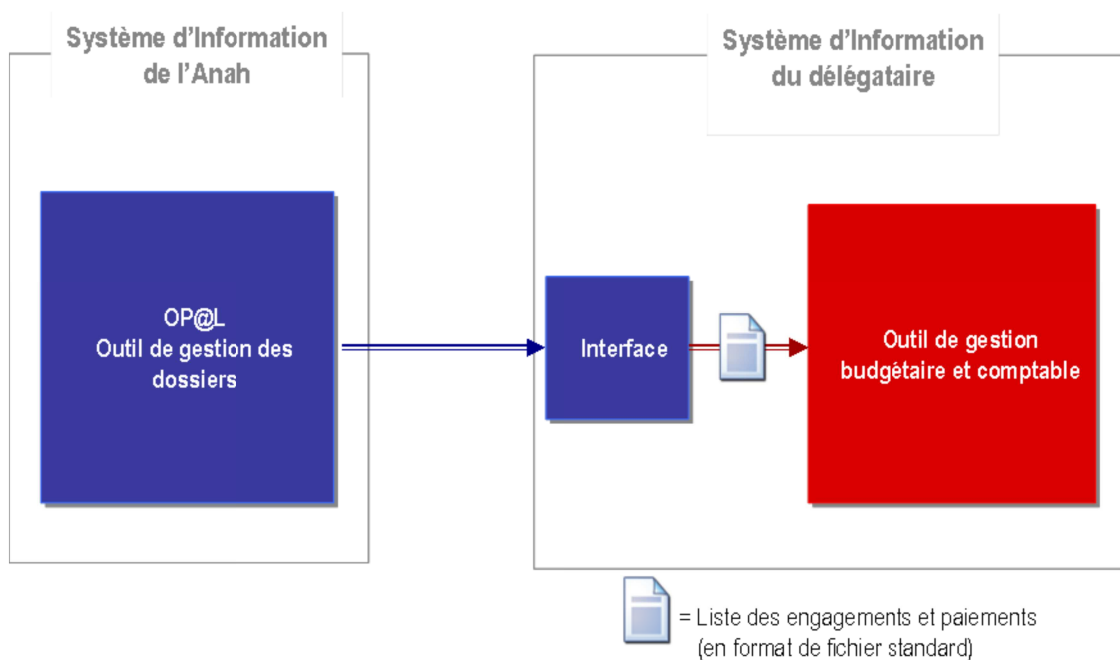 Système d'Information
de l'Anah
Système d'Information
du délégataire
OP@L
Outil de gestion des
dossiers
Interface
Outil de gestion
budgétaire et comptable
= Liste des engagements et paiements
(en format de fichier standard)